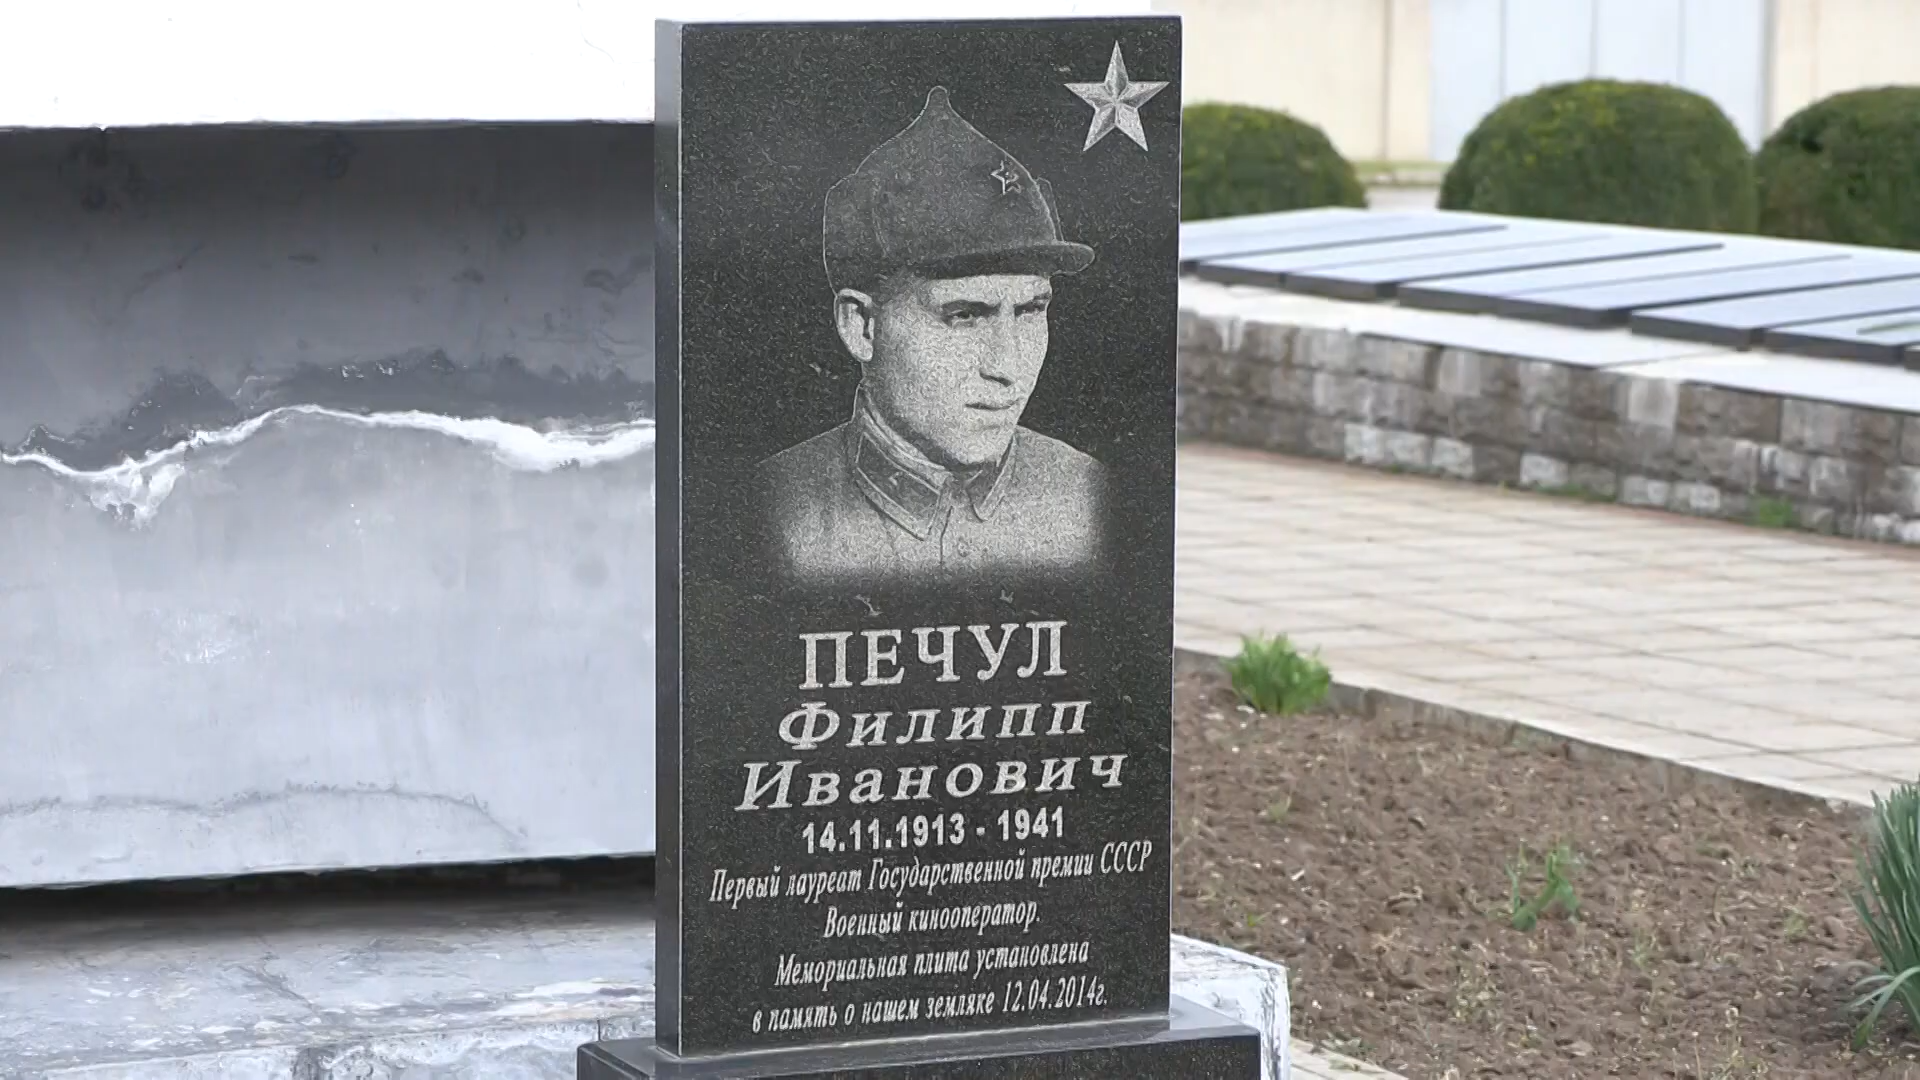 ПЕЧУЛ
Филипп
Иванович
14.11.1913 - 1941
Первый лауреат Государственной премии СССР
Военный кинооператор.
Мемориальная плита установлена
в память о нашем земляке 12.04.2014г.